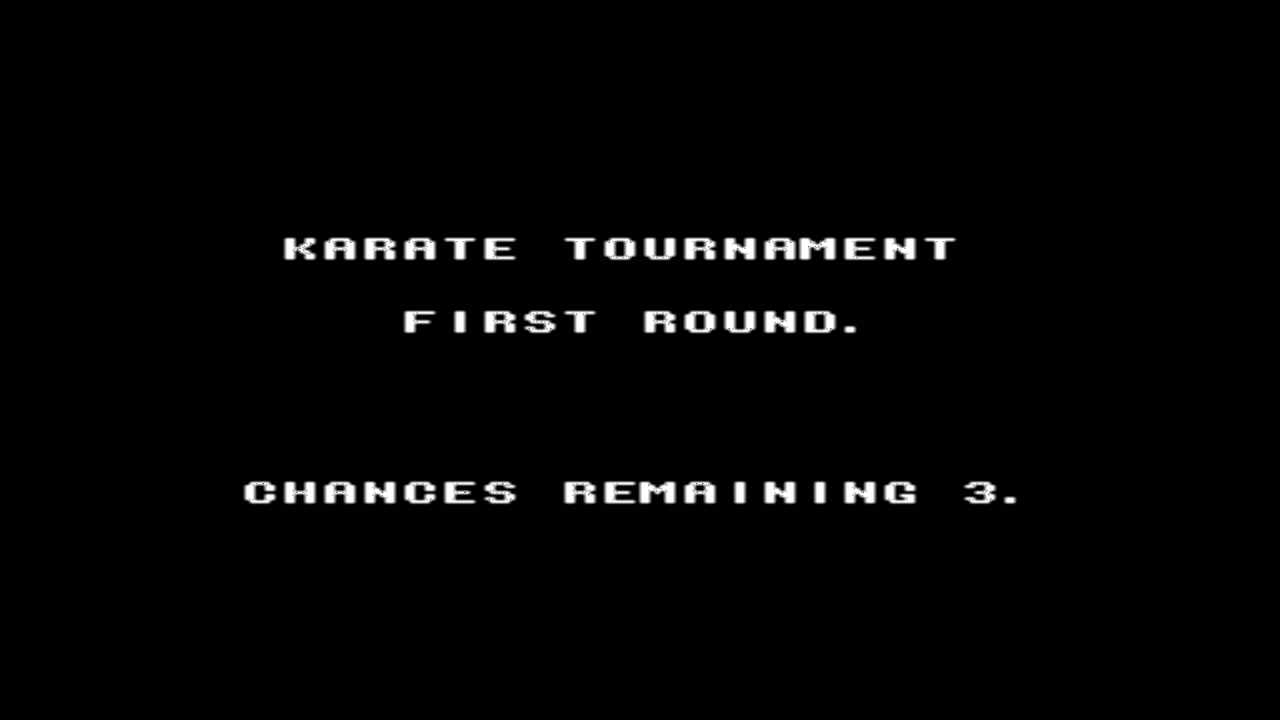 KARATE TOURNAMENT
FIRST ROUND.
CHANCES REMAINING 3.